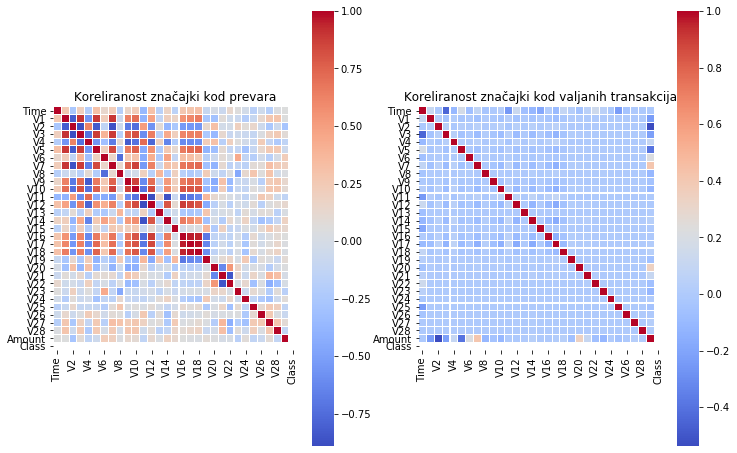 Koreliranost značajki kod prevara
Time
V1
V2
V3
V4
V5
V6
V7
V8
V9
V10
V11
V12
V13
V14
V15
V16
V17
V18
V19
V20
V21
V22
V23
V24
V25
V26
V27
V28
Amount
Class
Time
V2
V4
V6
V8
V10
V12
V14
V16
V18
V20
V22
V24
V26
V28
Class
1.00
0.75
0.50
0.25
0.00
−0.25
−0.50
−0.75
Koreliranost značajki kod valjanih transakcija
Time
V1
V2
V3
V4
V5
V6
V7
V8
V9
V10
V11
V12
V13
V14
V15
V16
V17
V18
V19
V20
V21
V22
V23
V24
V25
V26
V27
V28
Amount
Class
Time
V2
V4
V6
V8
V10
V12
V14
V16
V18
V20
V22
V24
V26
V28
Class
1.0
0.8
0.6
0.4
0.2
0.0
−0.2
−0.4